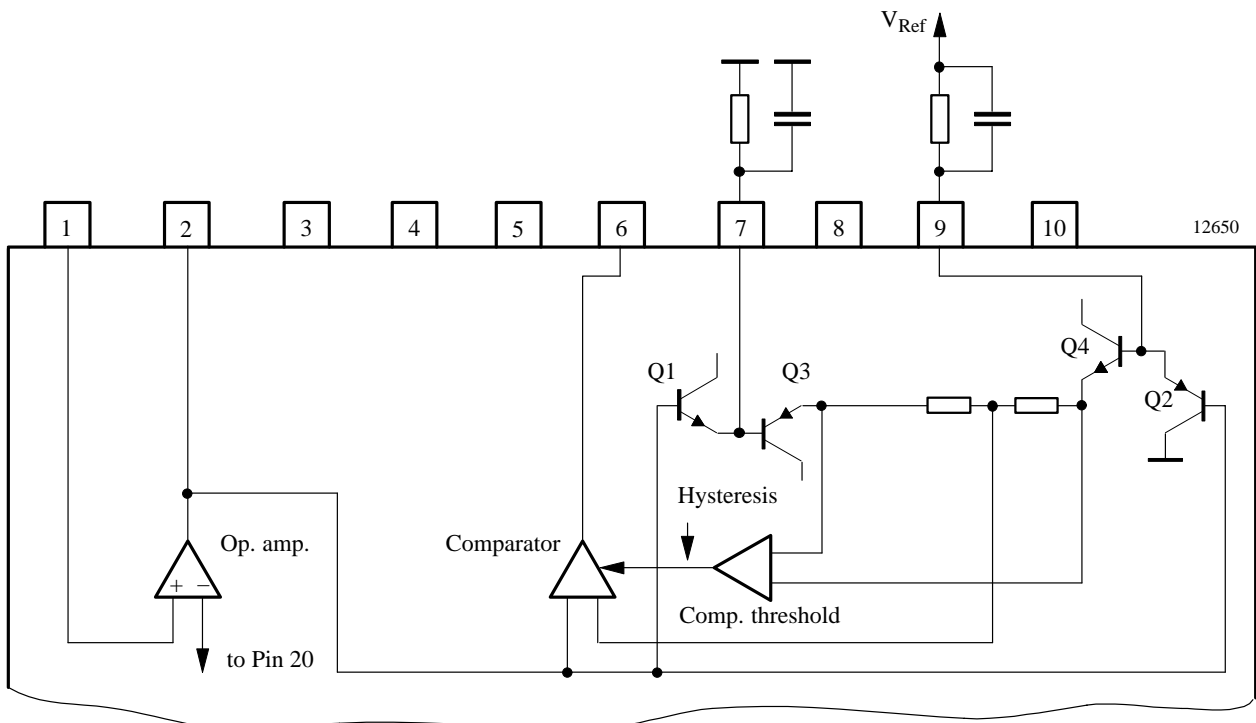 V_Ref
1 2 3 4 5 6 7 8 9 10 12650
Q4
Q1 Q3
Q2
Hysteresis
Op. amp. Comparator
+ −
Comp. threshold
to Pin 20